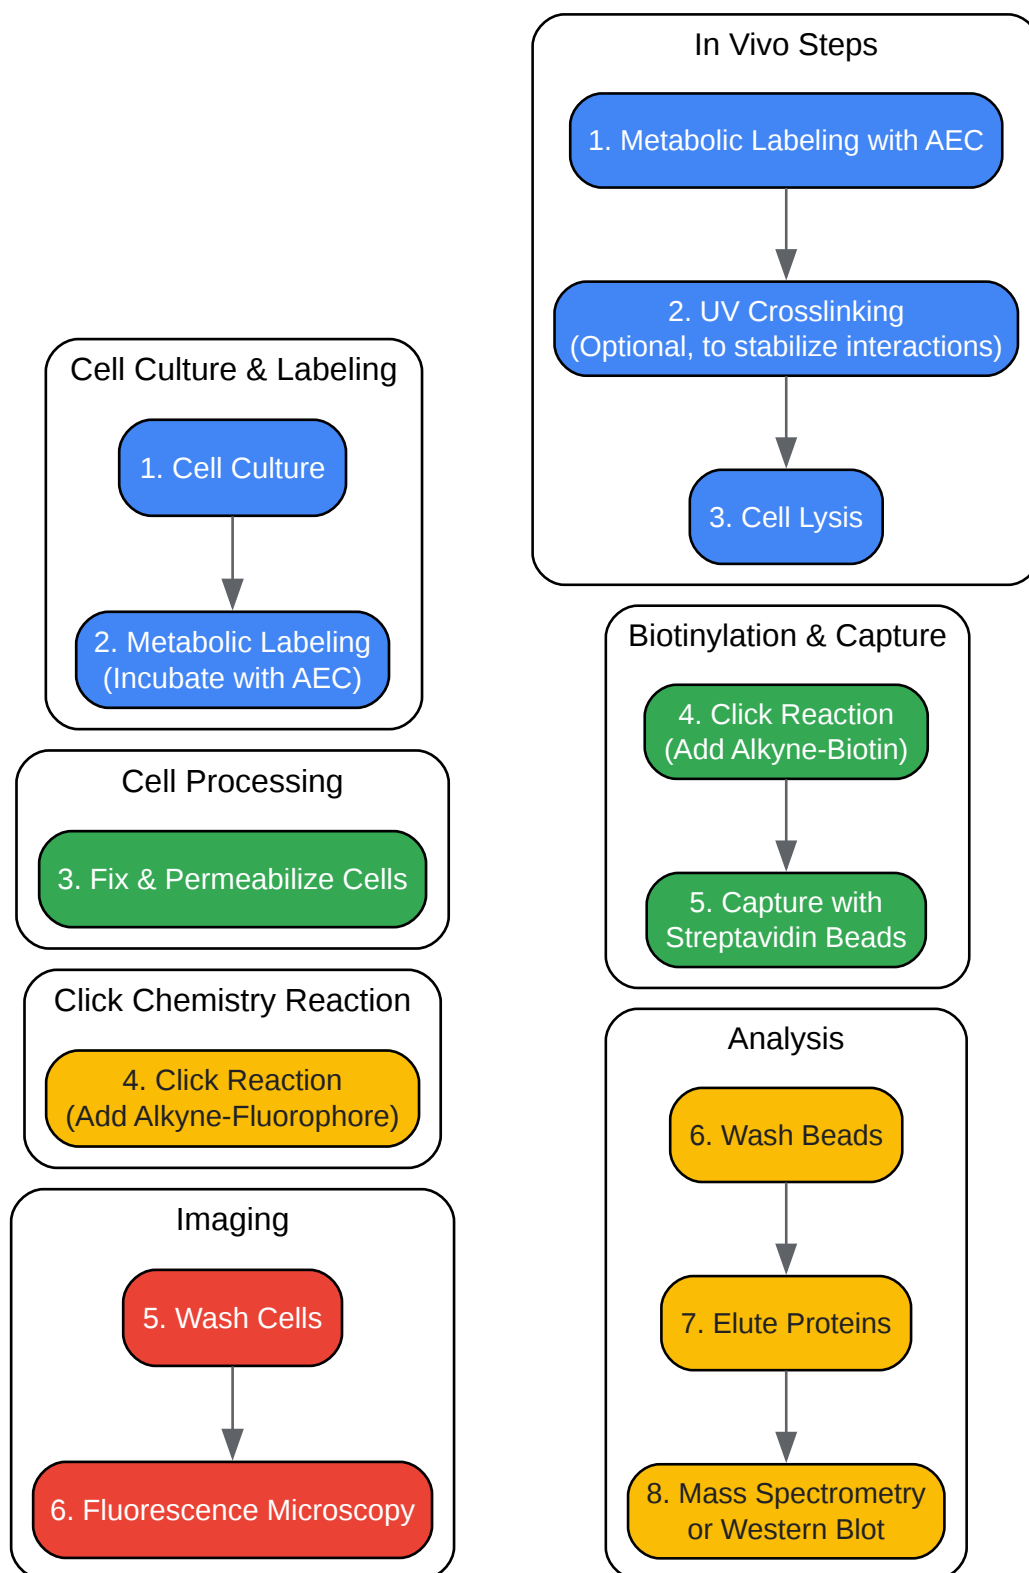 Cell Culture & Labeling
1. Cell Culture
2. Metabolic Labeling
(Incubate with AEC)
Cell Processing
3. Fix & Permeabilize Cells
Click Chemistry Reaction
4. Click Reaction
(Add Alkyne-Fluorophore)
Imaging
5. Wash Cells
6. Fluorescence Microscopy
In Vivo Steps
1. Metabolic Labeling with AEC
2. UV Crosslinking
(Optional, to stabilize interactions)
3. Cell Lysis
Biotinylation & Capture
4. Click Reaction
(Add Alkyne-Biotin)
5. Capture with
Streptavidin Beads
Analysis
6. Wash Beads
7. Elute Proteins
8. Mass Spectrometry
or Western Blot